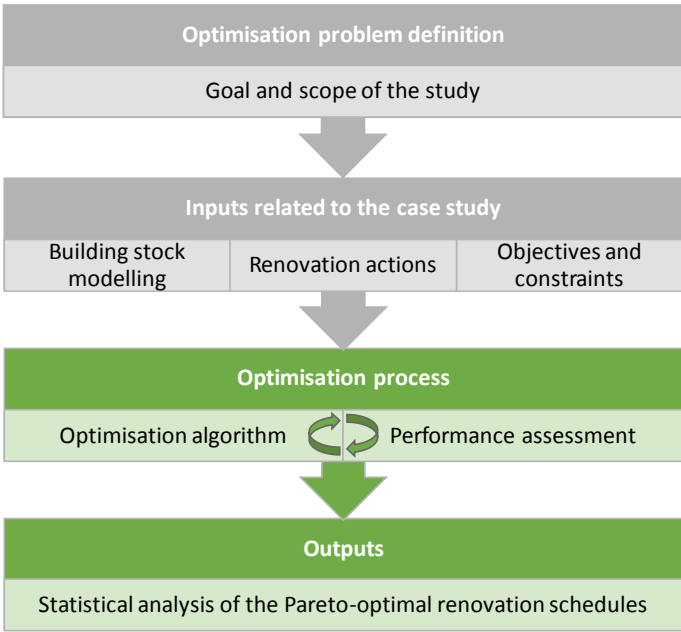 Optimisation problem definition
Goal and scope of the study
Inputs related to the case study
Building stock
modelling
Renovation actions
Objectives and
constraints
Optimisation process
Optimisation algorithm
Performance assessment
Outputs
Statistical analysis of the Pareto-optimal renovation schedules